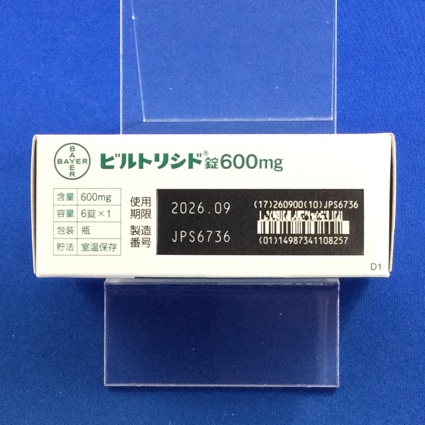 BAYER
BAYER
ビルトリシド®錠600mg
含量 600mg
容量 6錠×1
包装 瓶
貯法 室温保存
使用期限 2026.09
製造番号 JPS6736
(17)260900(10)JPS6736
(01)14987341108257
D1